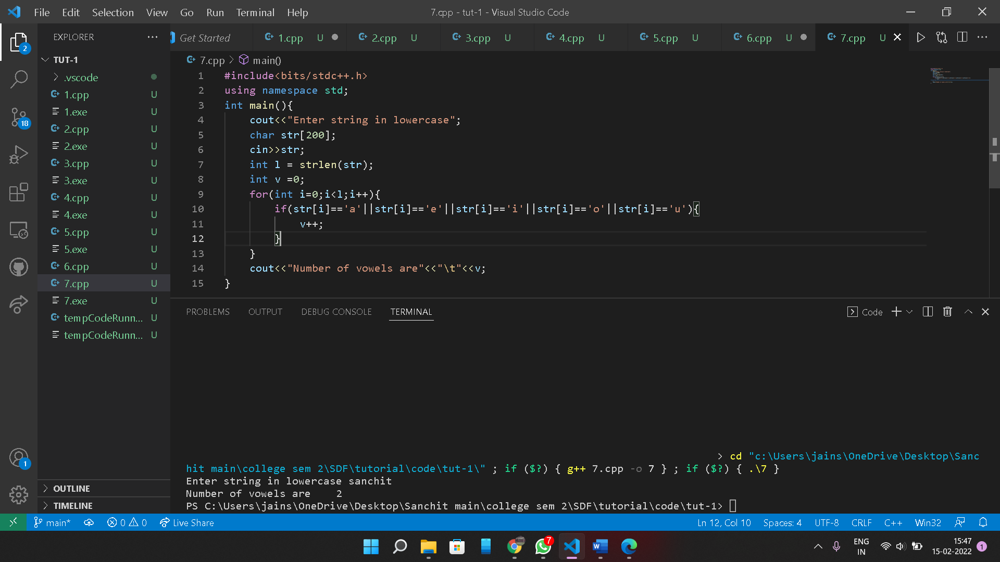 File Edit Selection View Go Run Terminal Help
7.cpp - tut-1 - Visual Studio Code
EXPLORER
Get Started
1.cpp U
2.cpp U
3.cpp U
4.cpp U
5.cpp U
6.cpp U
7.cpp U
2
18
1
TUT-1
.vscode
1.cpp U
1.exe U
2.cpp U
2.exe U
3.cpp U
3.exe U
4.cpp U
4.exe U
5.cpp U
5.exe U
6.cpp U
7.cpp U
7.exe U
tempCodeRunn... U
tempCodeRunn... U
OUTLINE
TIMELINE
7.cpp > main()
1 #include<bits/stdc++.h>
2 using namespace std;
3 int main(){
4 cout<<"Enter string in lowercase";
5 char str[200];
6 cin>>str;
7 int l = strlen(str);
8 int v =0;
9 for(int i=0;i<l;i++){
10 if(str[i]=='a'||str[i]=='e'||str[i]=='i'||str[i]=='o'||str[i]=='u'){
11 v++;
12 }
13 }
14 cout<<"Number of vowels are"<<"\t"<<v;
15 }
PROBLEMS OUTPUT DEBUG CONSOLE TERMINAL
Code
> cd "c:\Users\jains\OneDrive\Desktop\Sanc
hit main\college sem 2\SDF\tutorial\code\tut-1\" ; if ($?) { g++ 7.cpp -o 7 } ; if ($?) { .\7 }
Enter string in lowercase sanchit
Number of vowels are 2
PS C:\Users\jains\OneDrive\Desktop\Sanchit main\college sem 2\SDF\tutorial\code\tut-1>
main* 0 0 Live Share
Ln 12, Col 10 Spaces: 4 UTF-8 CRLF C++ Win32
7
W
ENG
IN
15:47
15-02-2022
1